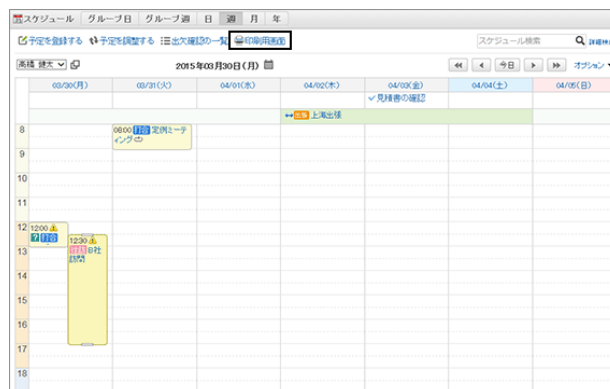 スケジュール グループ日 グループ週 日 週 月 年
予定を登録する 予定を調整する 出欠確認の一覧 印刷用画面 スケジュール検索 詳細検
高橋 健太 2015年03月30日(月) 今日 オプション
03/30(月) 03/31(火) 04/01(水) 04/02(木) 04/03(金) 04/04(土) 04/05(日)
見積書の確認
出張 上海出張
8 08:00 打合 定例ミーテ
ィング
9
10
11
12 12:00
? 打合 12:30
13 往訪 B社
訪問
14
15
16
17
18